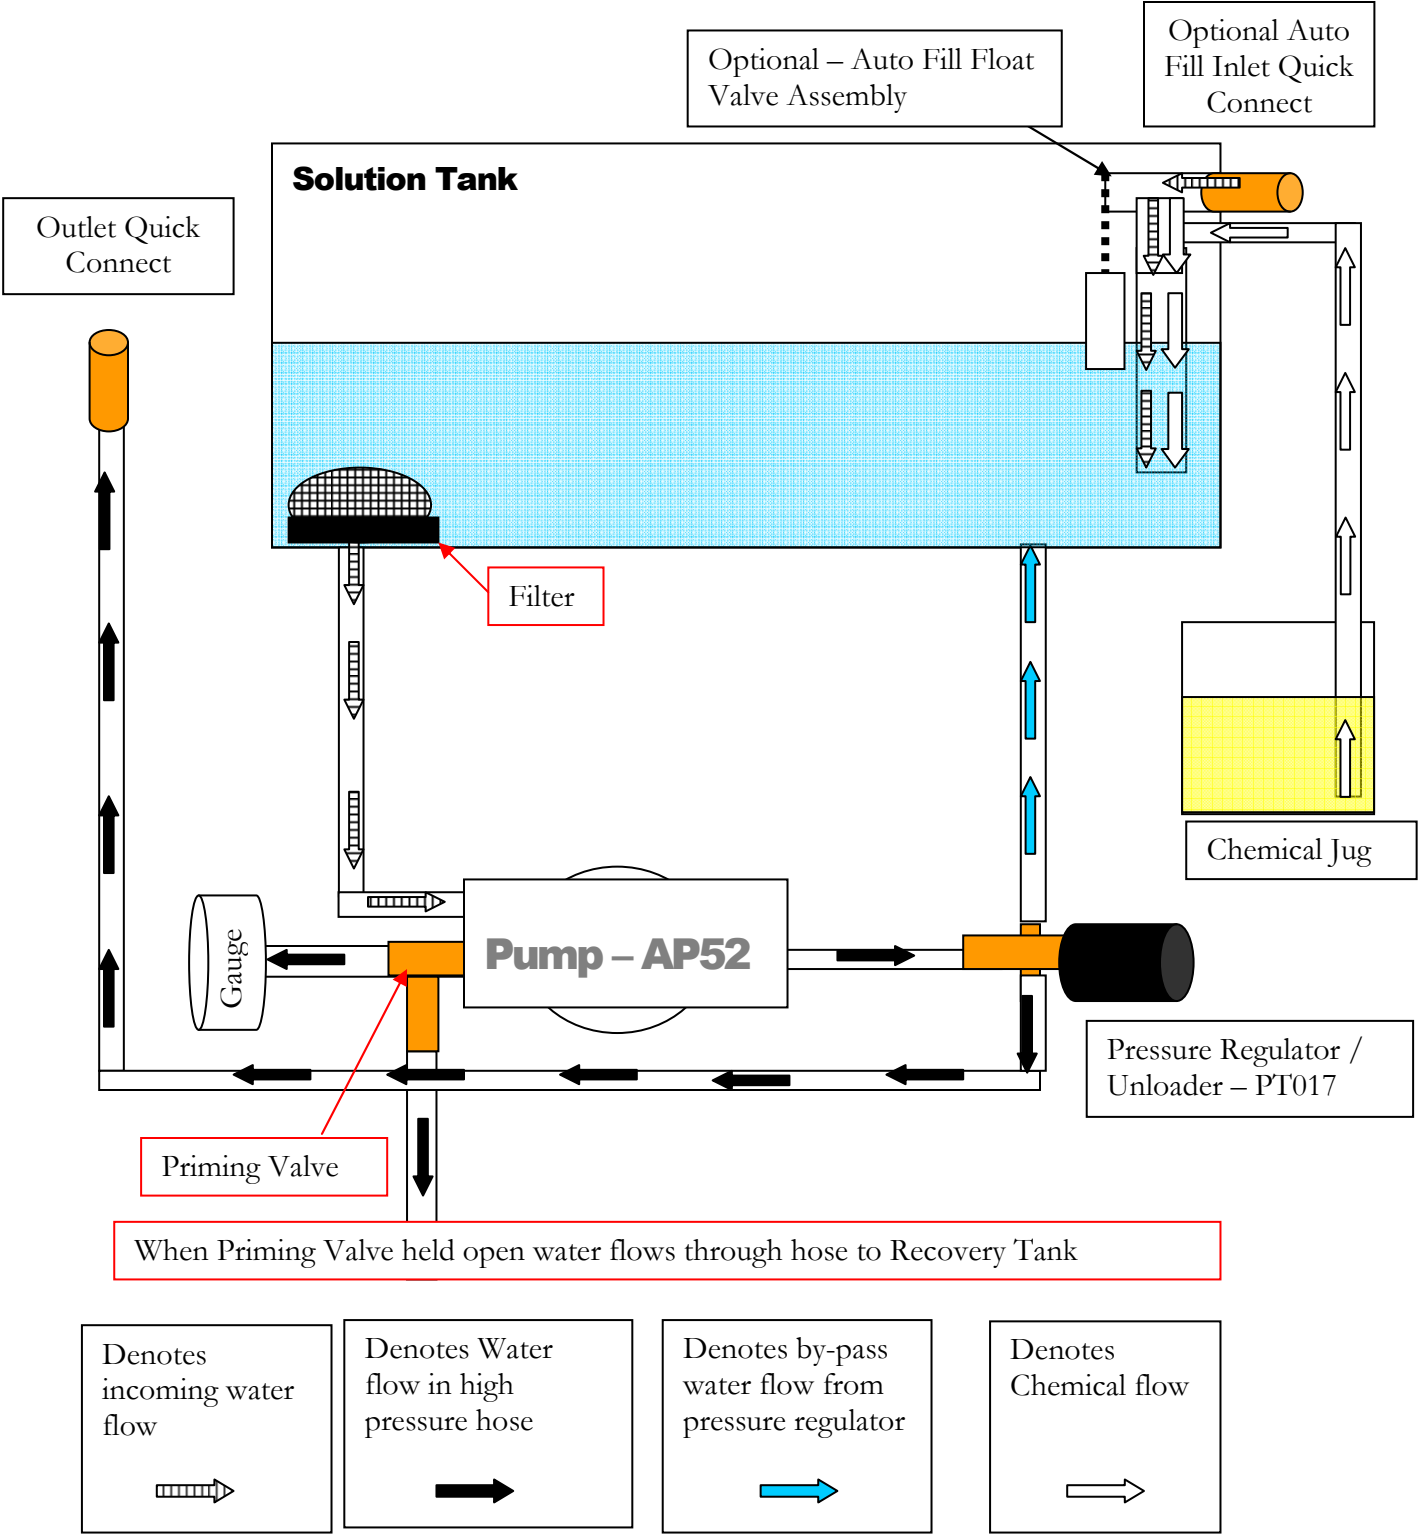 Optional Auto
Fill Inlet Quick
Connect
Optional – Auto Fill Float
Valve Assembly
Solution Tank
Outlet Quick
Connect
Filter
Chemical Jug
Gauge
Pump – AP52
Pressure Regulator /
Unloader – PT017
Priming Valve
When Priming Valve held open water flows through hose to Recovery Tank
Denotes
incoming water
flow
Denotes Water
flow in high
pressure hose
Denotes by-pass
water flow from
pressure regulator
Denotes
Chemical flow